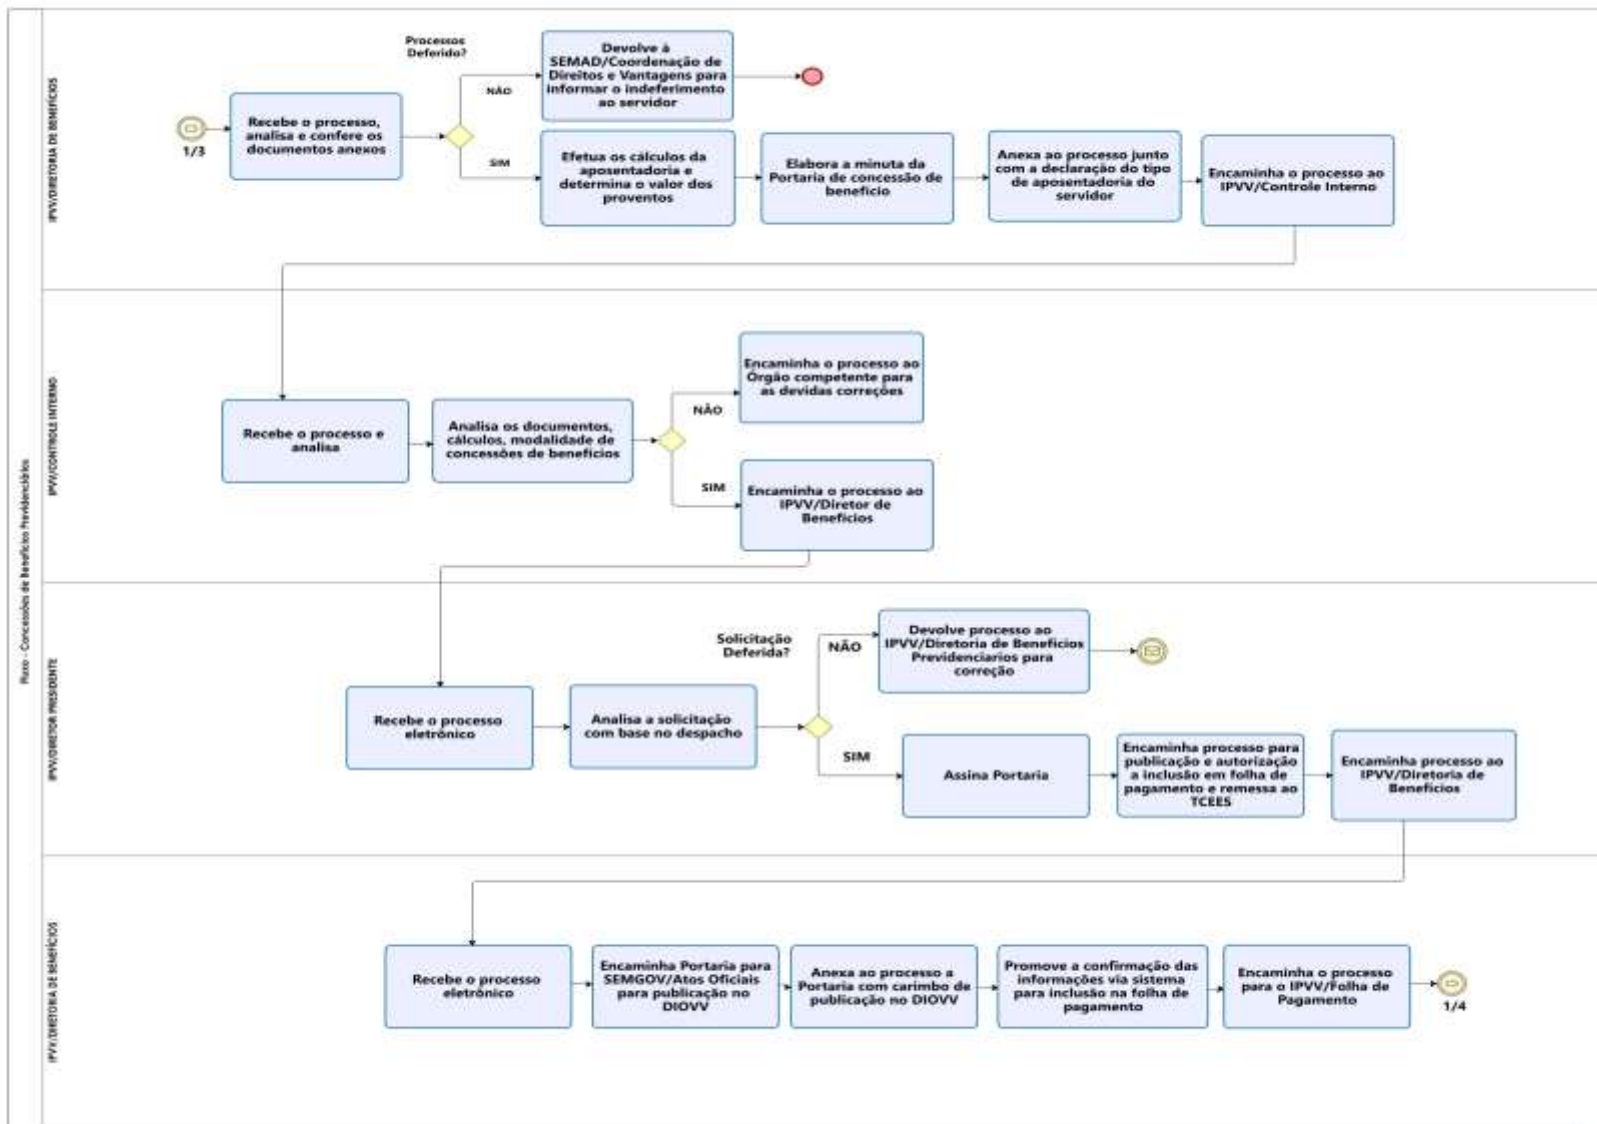 Fluxo - Concessões de Benefícios Previdenciários
IPVV/DIRETORIA DE BENEFÍCIOS
Processos
Deferido?
NÃO
Devolve à
SEMAD/Coordenação de
Direitos e Vantagens para
informar o indeferimento
ao servidor
1/3
Recebe o processo,
analisa e confere os
documentos anexos
SIM
Efetua os cálculos da
aposentadoria e
determina o valor dos
proventos
Elabora a minuta da
Portaria de concessão de
benefício
Anexa ao processo junto
com a declaração do tipo
de aposentadoria do
servidor
Encaminha o processo ao
IPVV/Controle Interno
IPVV/CONTROLE INTERNO
Recebe o processo e
analisa
Analisa os documentos,
cálculos, modalidade de
concessões de benefícios
NÃO
Encaminha o processo ao
Órgão competente para
as devidas correções
SIM
Encaminha o processo ao
IPVV/Diretor de
Benefícios
IPVV/DIRETOR PRESIDENTE
Recebe o processo
eletrônico
Analisa a solicitação
com base no despacho
Solicitação
Deferida?
NÃO
Devolve processo ao
IPVV/Diretoria de Benefícios
Previdenciarios para
correção
SIM
Assina Portaria
Encaminha processo para
publicação e autorização
a inclusão em folha de
pagamento e remessa ao
TCEES
Encaminha processo ao
IPVV/Diretoria de
Benefícios
IPVV/DIRETORIA DE BENEFÍCIOS
Recebe o processo
eletrônico
Encaminha Portaria para
SEMGOV/Atos Oficiais
para publicação no
DIOVV
Anexa ao processo a
Portaria com carimbo de
publicação no DIOVV
Promove a confirmação das
informações via sistema
para inclusão na folha de
pagamento
Encaminha o processo
para o IPVV/Folha de
Pagamento
1/4